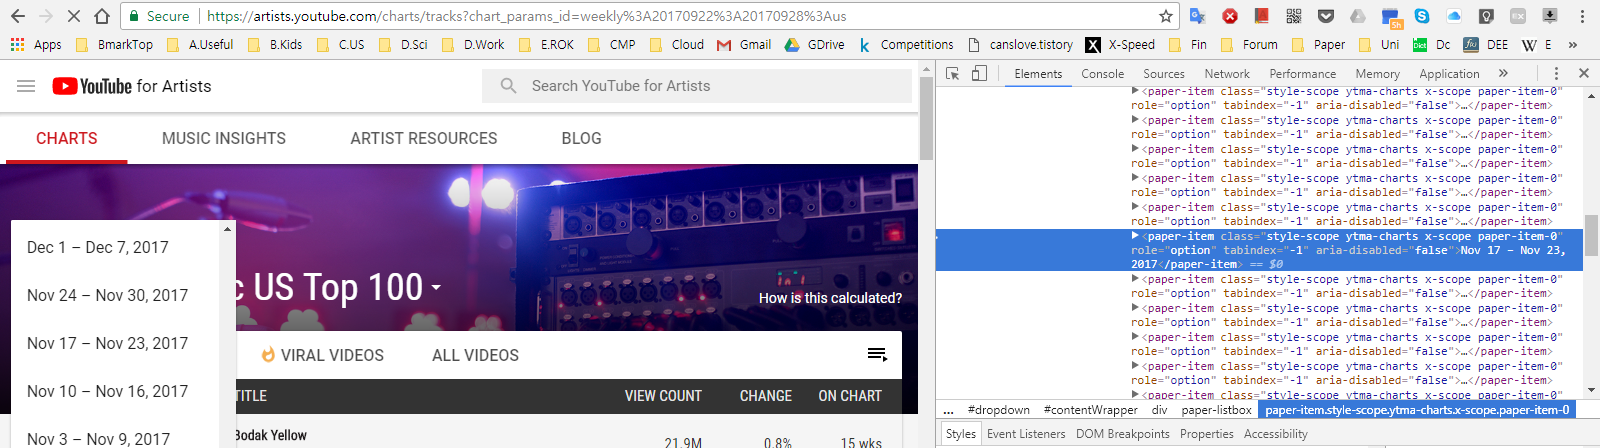 Secure https://artists.youtube.com/charts/tracks?chart_params_id=weekly%3A20170922%3A20170928%3Aus
Apps BmarkTop A.Useful B.Kids C.US D.Sci D.Work E.ROK CMP Cloud Gmail GDrive Competitions canslove.tistory X-Speed Fin Forum Paper Uni Dc DEE E »
YouTube for Artists
Search YouTube for Artists
CHARTS MUSIC INSIGHTS ARTIST RESOURCES BLOG
Dec 1 – Dec 7, 2017
Nov 24 – Nov 30, 2017
Nov 17 – Nov 23, 2017
Nov 10 – Nov 16, 2017
Nov 3 – Nov 9, 2017
c US Top 100
How is this calculated?
VIRAL VIDEOS ALL VIDEOS
TITLE VIEW COUNT CHANGE ON CHART
Bodak Yellow
21.9M 0.8% 15 wks
Elements Console Sources Network Performance Memory Application »
<paper-item class="style-scope ytma-charts x-scope paper-item-0"
role="option" tabindex="-1" aria-disabled="false">…</paper-item>
<paper-item class="style-scope ytma-charts x-scope paper-item-0"
role="option" tabindex="-1" aria-disabled="false">…</paper-item>
<paper-item class="style-scope ytma-charts x-scope paper-item-0"
role="option" tabindex="-1" aria-disabled="false">…</paper-item>
<paper-item class="style-scope ytma-charts x-scope paper-item-0"
role="option" tabindex="-1" aria-disabled="false">…</paper-item>
<paper-item class="style-scope ytma-charts x-scope paper-item-0"
role="option" tabindex="-1" aria-disabled="false">…</paper-item>
<paper-item class="style-scope ytma-charts x-scope paper-item-0"
role="option" tabindex="-1" aria-disabled="false">Nov 17 – Nov 23,
2017</paper-item> == $0
<paper-item class="style-scope ytma-charts x-scope paper-item-0"
role="option" tabindex="-1" aria-disabled="false">…</paper-item>
<paper-item class="style-scope ytma-charts x-scope paper-item-0"
role="option" tabindex="-1" aria-disabled="false">…</paper-item>
<paper-item class="style-scope ytma-charts x-scope paper-item-0"
role="option" tabindex="-1" aria-disabled="false">…</paper-item>
<paper-item class="style-scope ytma-charts x-scope paper-item-0"
role="option" tabindex="-1" aria-disabled="false">…</paper-item>
<paper-item class="style-scope ytma-charts x-scope paper-item-0"
... #dropdown #contentWrapper div paper-listbox paper-item.style-scope.ytma-charts.x-scope.paper-item-0
Styles Event Listeners DOM Breakpoints Properties Accessibility